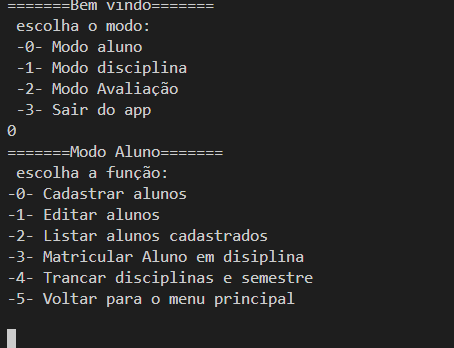 =======Bem vindo=======
escolha o modo:
-0- Modo aluno
-1- Modo disciplina
-2- Modo Avaliação
-3- Sair do app
0
=======Modo Aluno=======
escolha a função:
-0- Cadastrar alunos
-1- Editar alunos
-2- Listar alunos cadastrados
-3- Matricular Aluno em disiplina
-4- Trancar disciplinas e semestre
-5- Voltar para o menu principal